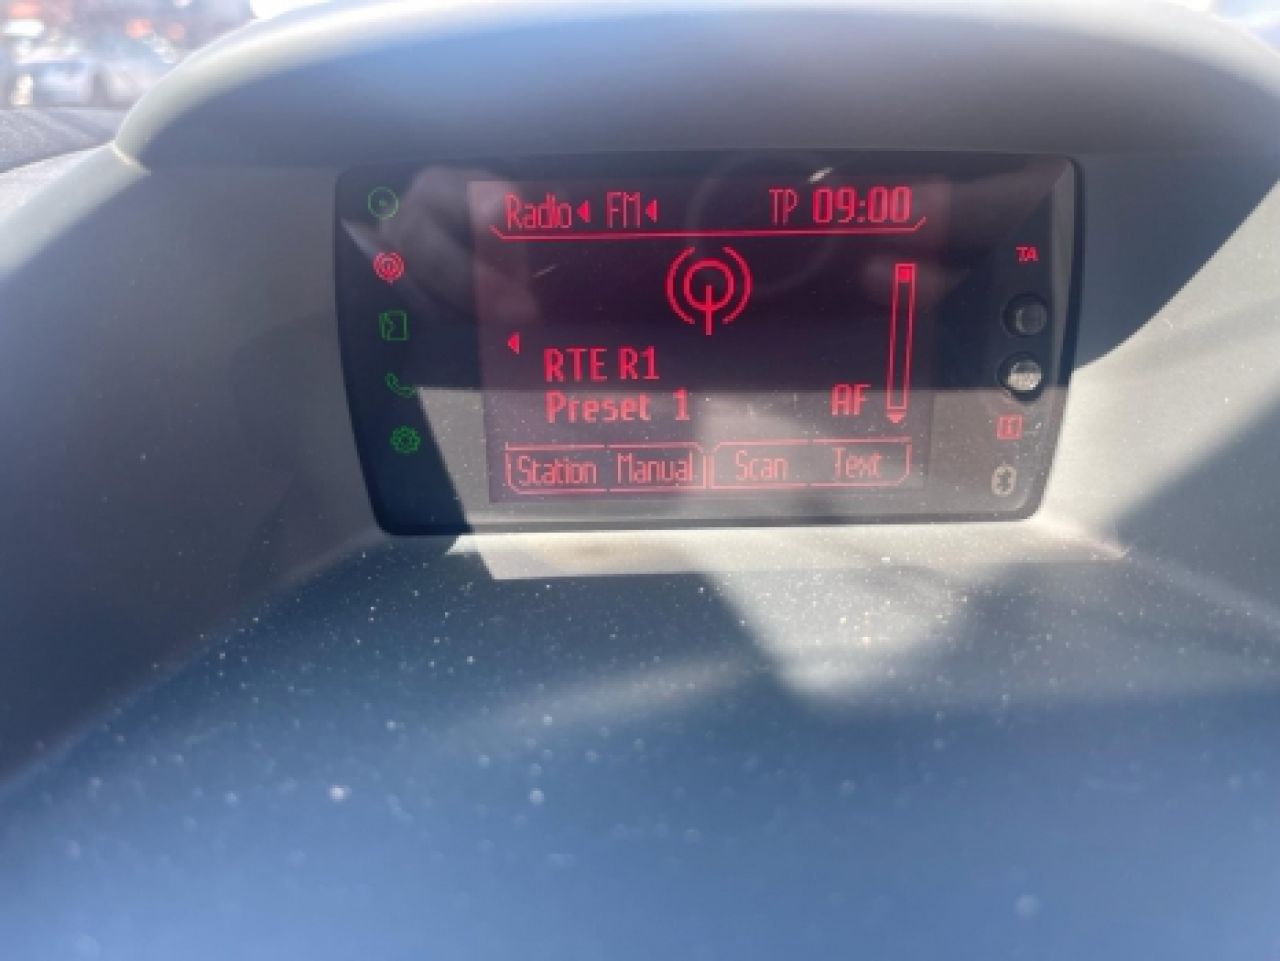 Radio FM TP 09:00
TA
RTE R1
Preset 1 AF
Station Manual Scan Text